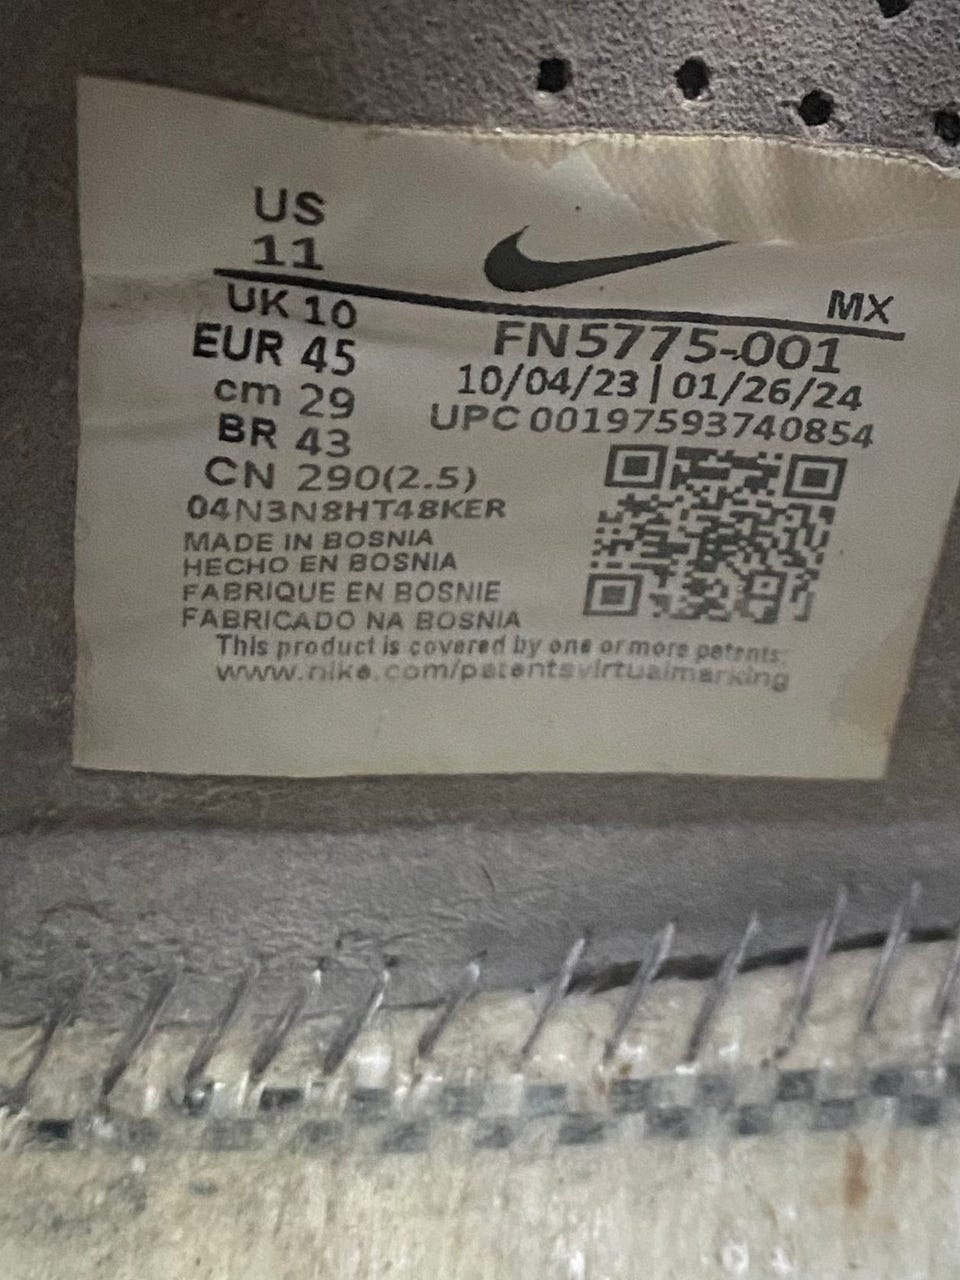 US
11
MX
UK 10
FN5775-001
EUR 45
10/04/23 | 01/26/24
cm 29
UPC 00197593740854
BR 43
CN 290(2.5)
04N3N8HT48KER
MADE IN BOSNIA
HECHO EN BOSNIA
FABRIQUE EN BOSNIE
FABRICADO NA BOSNIA
This product is covered by one or more patents:
www.nike.com/patentsvirtualmarking